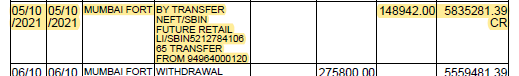 05/10 05/10 MUMBAI FORT BY TRANSFER 148942.00 5835281.39
/2021 /2021 NEFT/SBIN CR
FUTURE RETAIL
LI/SBIN5212784106
65 TRANSFER
FROM 94964000120
06/10 06/10 MUMBAI FORT WITHDRAWAL 275800.00 5559481.39